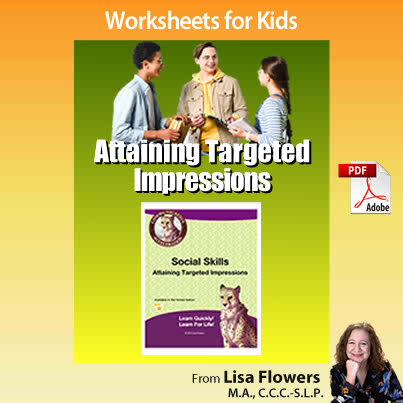 Worksheets for Kids
Attaining Targeted
Impressions
PDF
Adobe
Social Skills
Attaining Targeted Impressions
Learn Quickly!
Learn For Life!
From Lisa Flowers
M.A., C.C.C.-S.L.P.